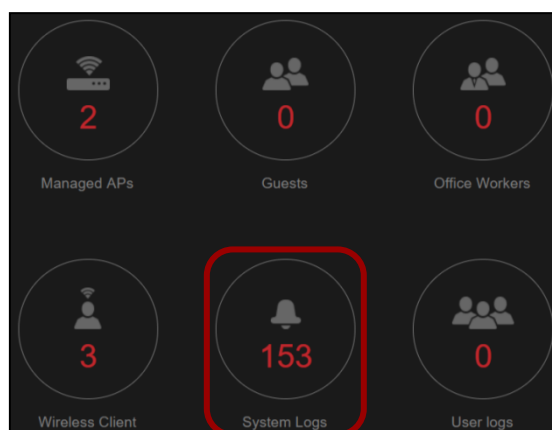 2 0 0
Managed APs Guests Office Workers
3 153 0
Wireless Client System Logs User logs